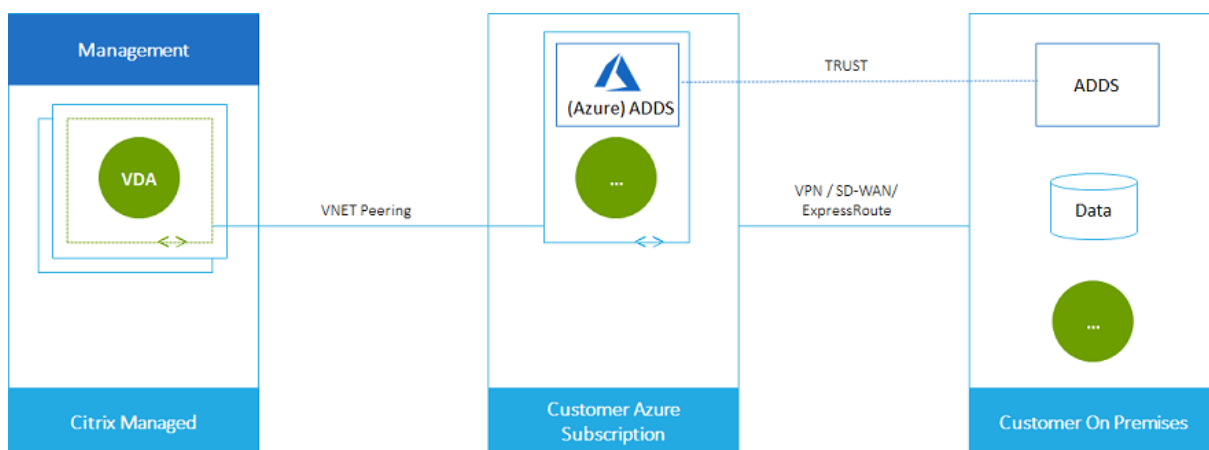 Management
VDA
Citrix Managed
VNET Peering
(Azure) ADDS
...
Customer Azure
Subscription
TRUST
VPN / SD-WAN/
ExpressRoute
ADDS
Data
...
Customer On Premises